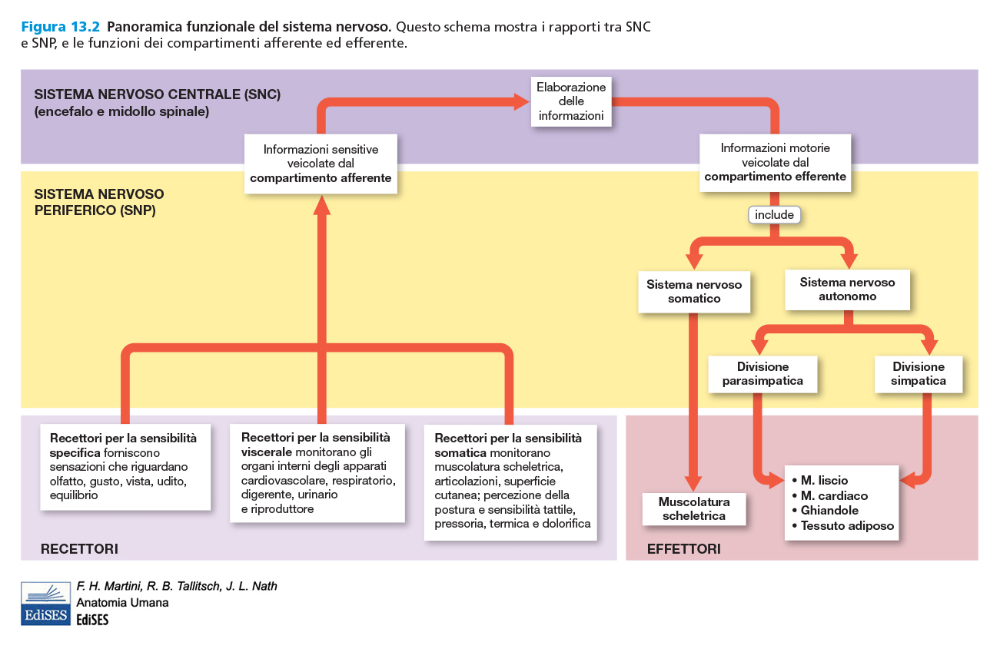 Figura 13.2 Panoramica funzionale del sistema nervoso. Questo schema mostra i rapporti tra SNC
e SNP, e le funzioni dei compartimenti afferente ed efferente.
SISTEMA NERVOSO CENTRALE (SNC)
(encefalo e midollo spinale)
Elaborazione
delle
informazioni
Informazioni sensitive
veicolate dal
compartimento afferente
Informazioni motorie
veicolate dal
compartimento efferente
SISTEMA NERVOSO
PERIFERICO (SNP)
include
Sistema nervoso
somatico
Sistema nervoso
autonomo
Divisione
parasimpatica
Divisione
simpatica
Recettori per la sensibilità
specifica forniscono
sensazioni che riguardano
olfatto, gusto, vista, udito,
equilibrio
Recettori per la sensibilità
viscerale monitorano gli
organi interni degli apparati
cardiovascolare, respiratorio,
digerente, urinario
e riproduttore
Recettori per la sensibilità
somatica monitorano
muscolatura scheletrica,
articolazioni, superficie
cutanea; percezione della
postura e sensibilità tattile,
pressoria, termica e dolorifica
RECETTORI
Muscolatura
scheletrica
• M. liscio
• M. cardiaco
• Ghiandole
• Tessuto adiposo
EFFETTORI
EdiSES
F. H. Martini, R. B. Tallitsch, J. L. Nath
Anatomia Umana
EdiSES